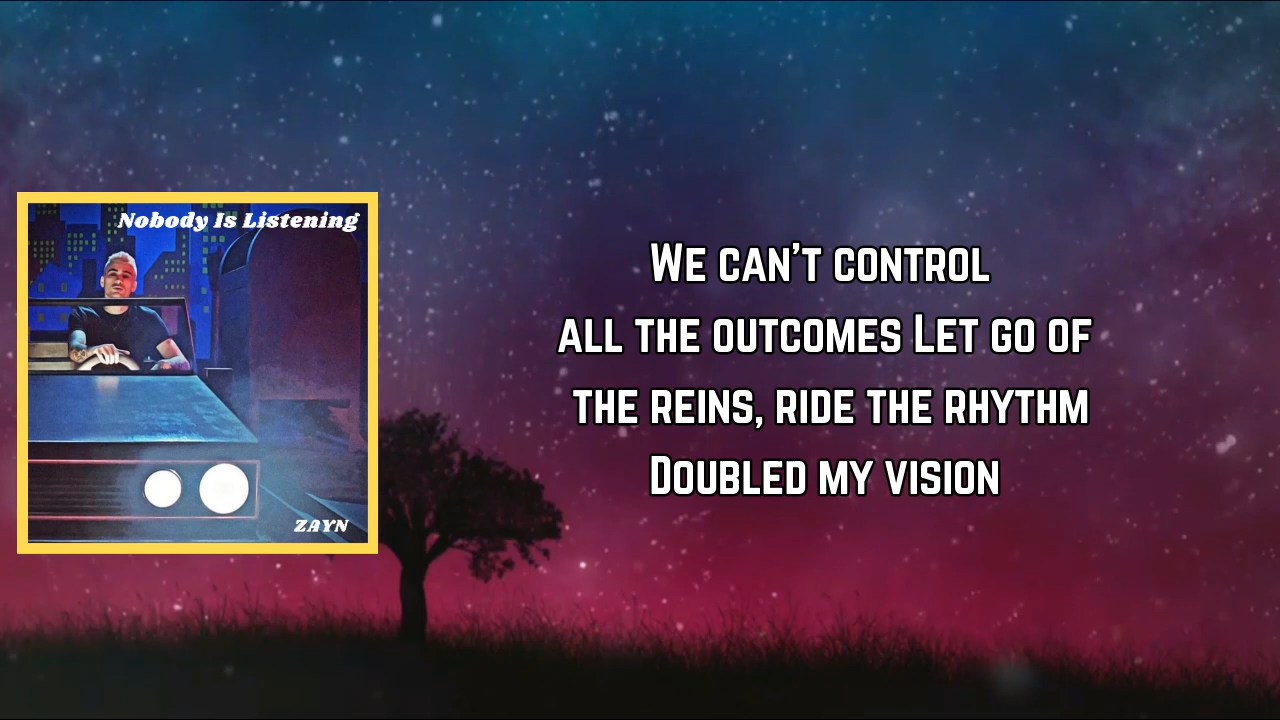 Nobody Is Listening
ZAYN
We can't control
all the outcomes Let go of
the reins, ride the rhythm
Doubled my vision